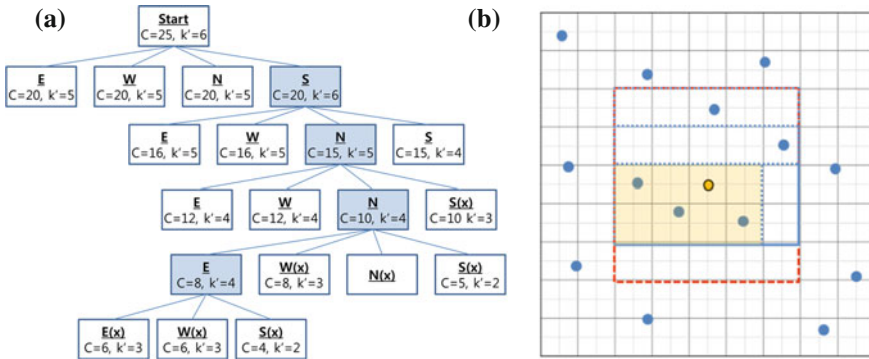 (a)
(b)
Start
C=25, k'=6
E
C=20, k'=5
W
C=20, k'=5
N
C=20, k'=5
S
C=20, k'=6
E
C=16, k'=5
W
C=16, k'=5
N
C=15, k'=5
S
C=15, k'=4
E
C=12, k'=4
W
C=12, k'=4
N
C=10, k'=4
S(x)
C=10 k'=3
E
C=8, k'=4
W(x)
C=8, k'=3
N(x)
S(x)
C=5, k'=2
E(x)
C=6, k'=3
W(x)
C=6, k'=3
S(x)
C=4, k'=2